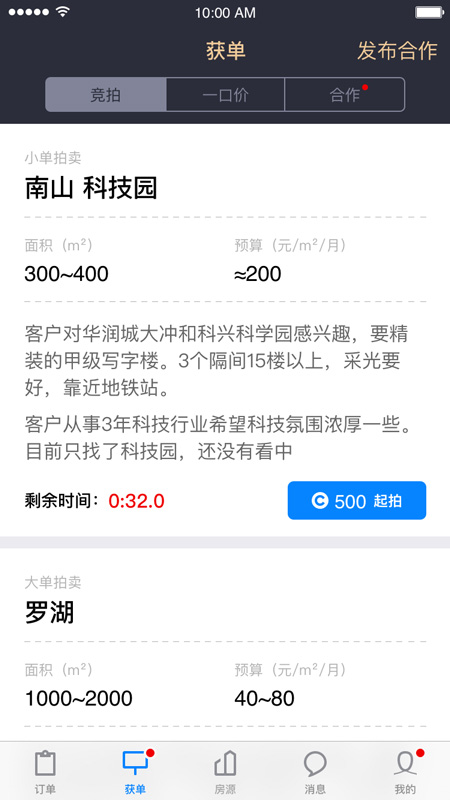 10:00 AM
获单
发布合作
竞拍
一口价
合作
小单拍卖
南山 科技园
面积（m²）
预算（元/m²/月）
300~400
≈200
客户对华润城大冲和科兴科学园感兴趣，要精
装的甲级写字楼。3个隔间15楼以上，采光要
好，靠近地铁站。
客户从事3年科技行业希望科技氛围浓厚一些。
目前只找了科技园，还没有看中
剩余时间：0:32.0
500 起拍
大单拍卖
罗湖
面积（m²）
预算（元/m²/月）
1000~2000
40~80
订单
获单
房源
消息
我的